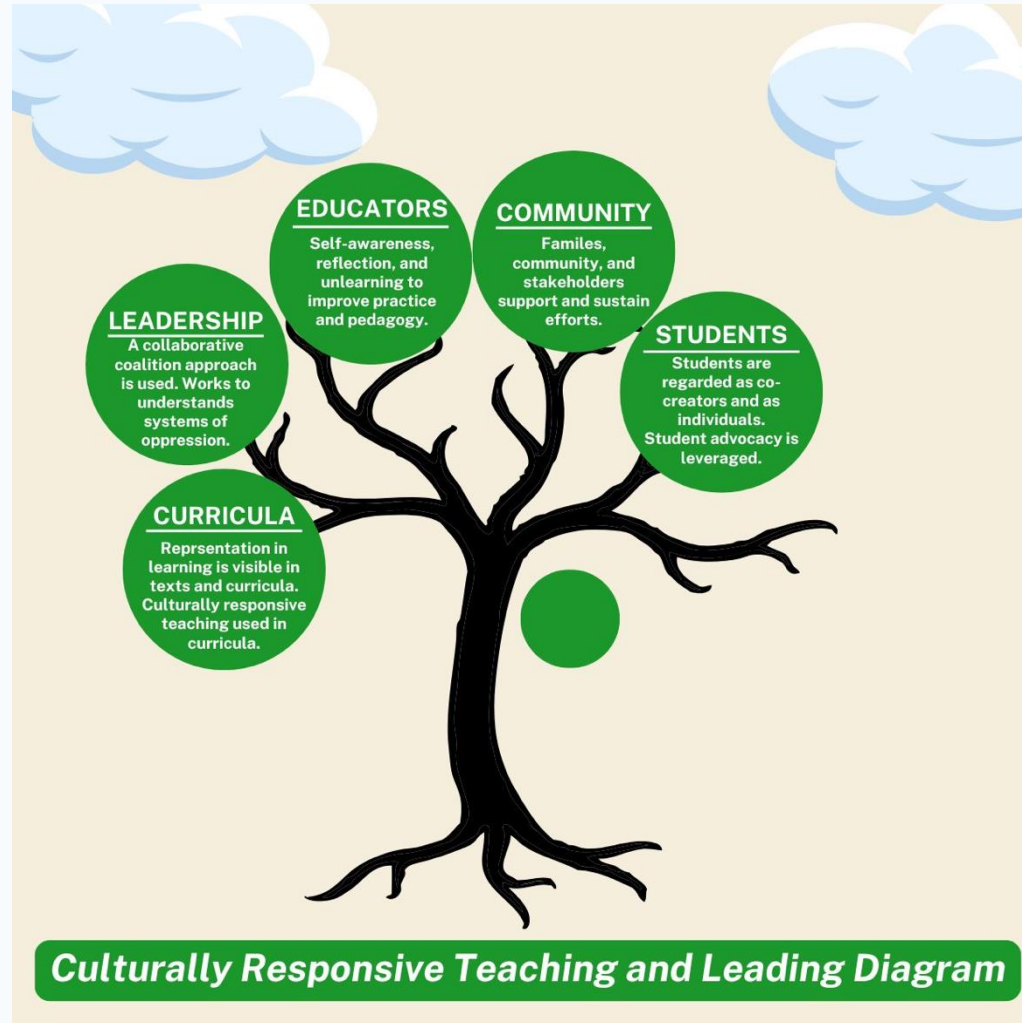 EDUCATORS
Self-awareness,
reflection, and
unlearning to
improve practice
and pedagogy.
COMMUNITY
Familes,
community, and
stakeholders
support and sustain
efforts.
LEADERSHIP
A collaborative
coalition approach
is used. Works to
understands
systems of
oppression.
STUDENTS
Students are
regarded as co-
creators and as
individuals.
Student advocacy is
leveraged.
CURRICULA
Reprsentation in
learning is visible in
texts and curricula.
Culturally responsive
teaching used in
curricula.
Culturally Responsive Teaching and Leading Diagram